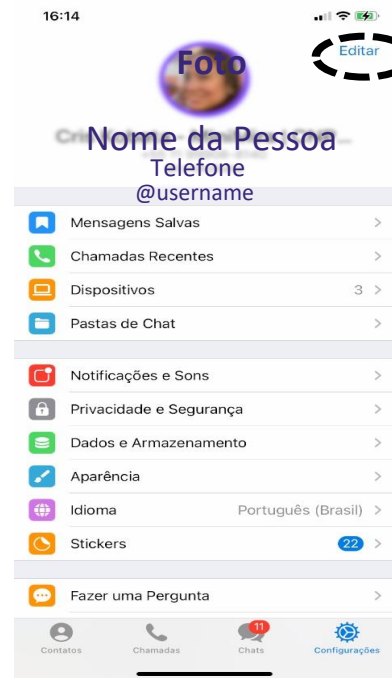 16:14
Editar
Foto
Nome da Pessoa
Telefone
@username
Mensagens Salvas
Chamadas Recentes
Dispositivos 3
Pastas de Chat
Notificações e Sons
Privacidade e Segurança
Dados e Armazenamento
Aparência
Idioma Português (Brasil)
Stickers 22
Fazer uma Pergunta
11
Contatos Chamadas Chats Configurações